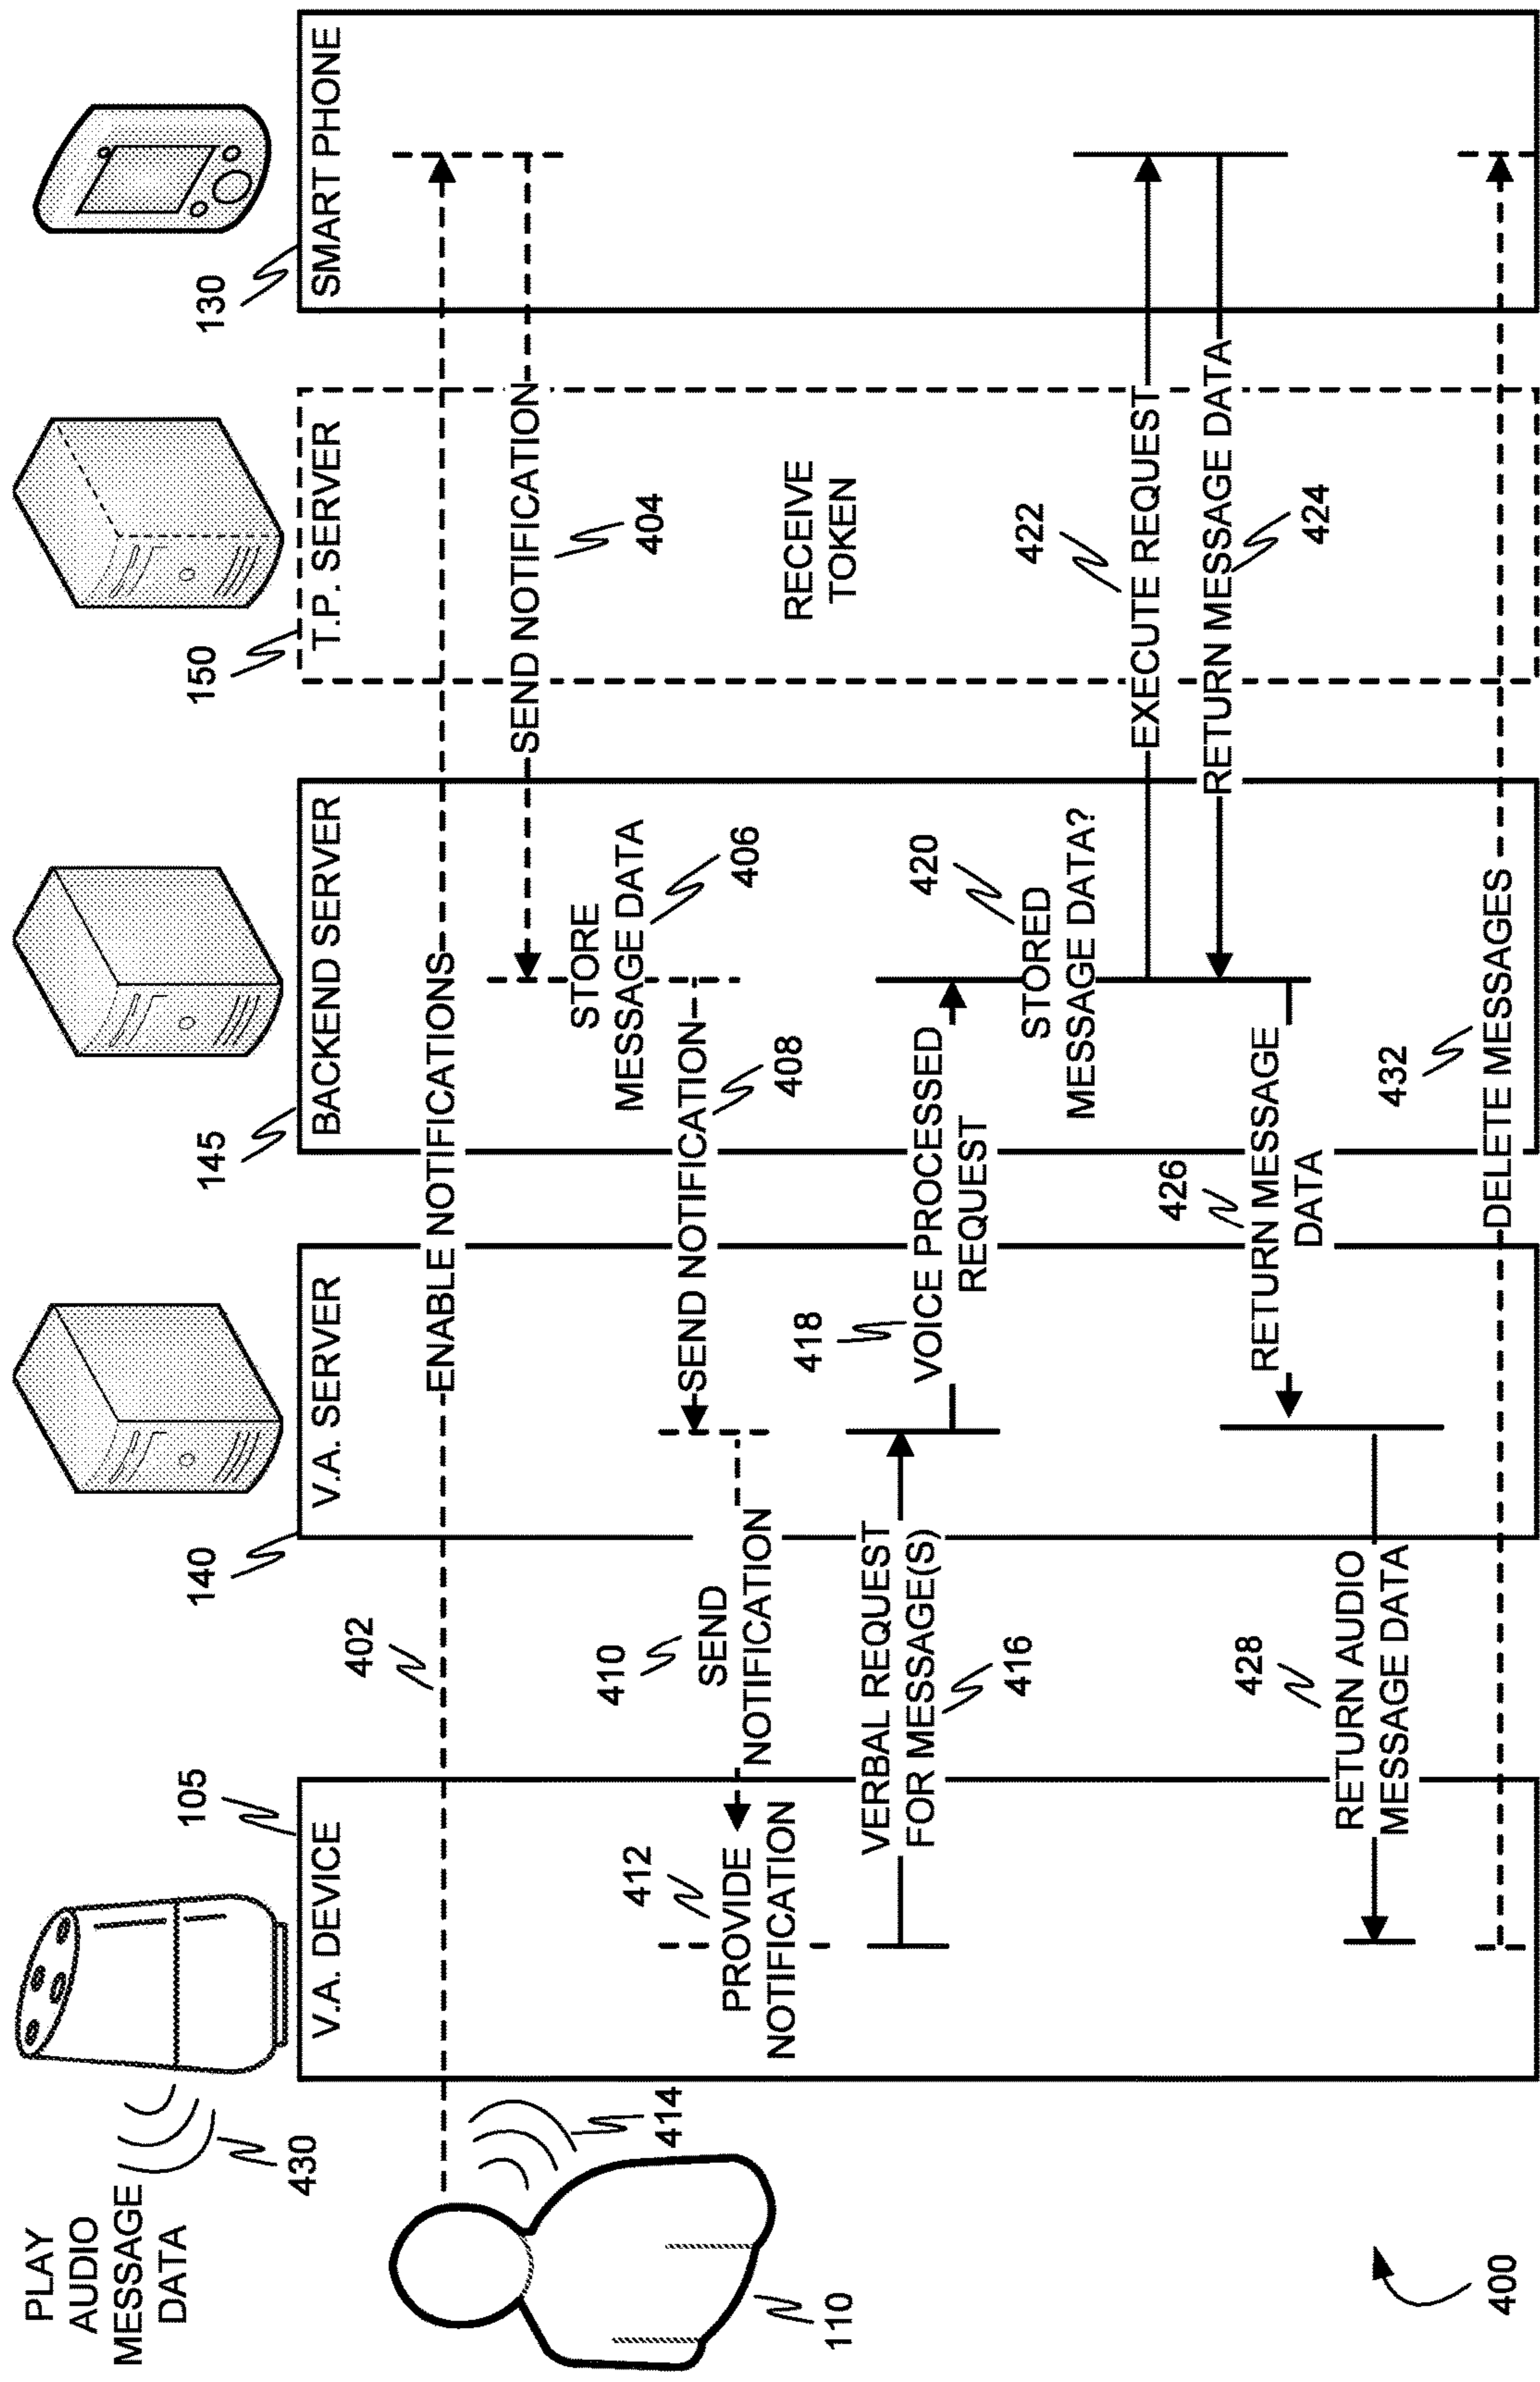 PLAY
AUDIO
MESSAGE
DATA
430
105
140
145
150
130
V.A. DEVICE
V.A. SERVER
BACKEND SERVER
T.P. SERVER
SMART PHONE
402
ENABLE NOTIFICATIONS
414
SEND NOTIFICATION
404
STORE
MESSAGE DATA
406
SEND NOTIFICATION
408
410
SEND
NOTIFICATION
412
PROVIDE
NOTIFICATION
110
RECEIVE
TOKEN
VERBAL REQUEST
FOR MESSAGE(S)
416
418
VOICE PROCESSED
REQUEST
420
STORED
MESSAGE DATA?
422
EXECUTE REQUEST
RETURN MESSAGE DATA
424
426
RETURN MESSAGE
DATA
428
RETURN AUDIO
MESSAGE DATA
432
DELETE MESSAGES
400